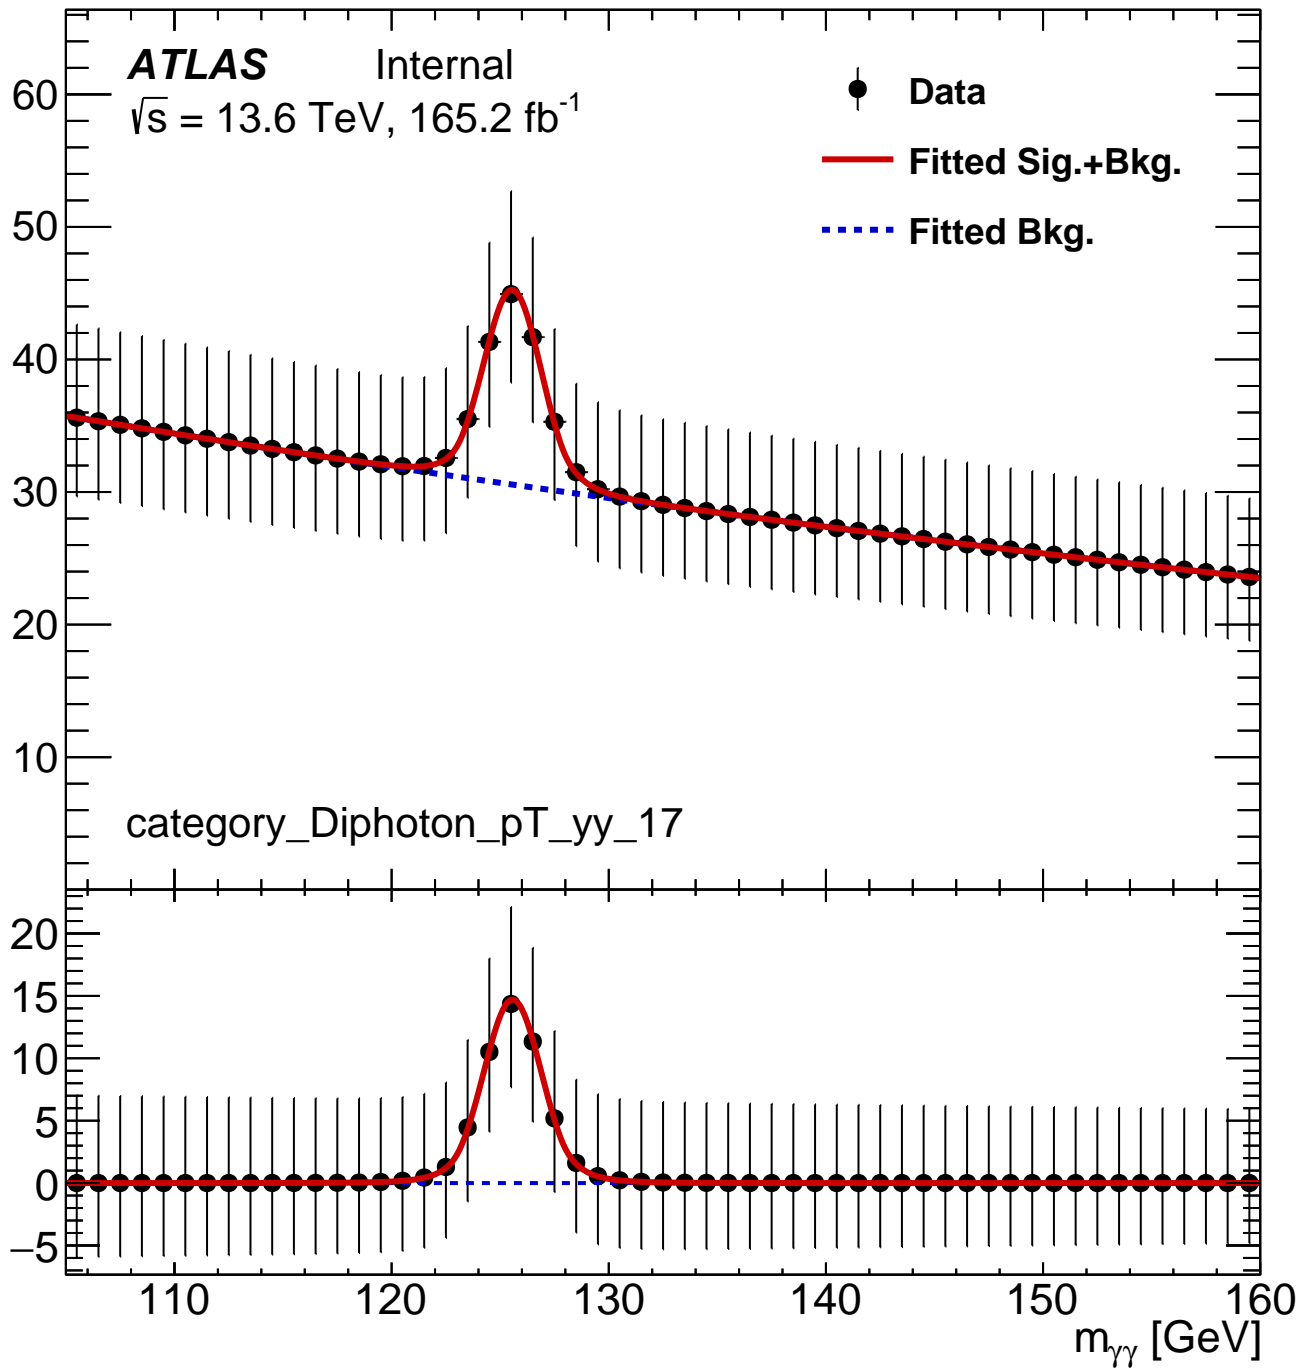 ATLAS Internal
√s = 13.6 TeV, 165.2 fb⁻¹
Data
Fitted Sig.+Bkg.
Fitted Bkg.
60
50
40
30
20
10
category_Diphoton_pT_yy_17
20
15
10
5
0
−5
110 120 130 140 150 160
m_γγ [GeV]